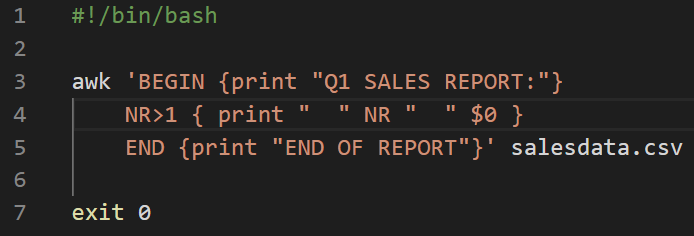 1 #!/bin/bash
2
3 awk 'BEGIN {print "Q1 SALES REPORT:"}
4     NR>1 { print "  " NR "  " $0 }
5     END {print "END OF REPORT"}' salesdata.csv
6
7 exit 0